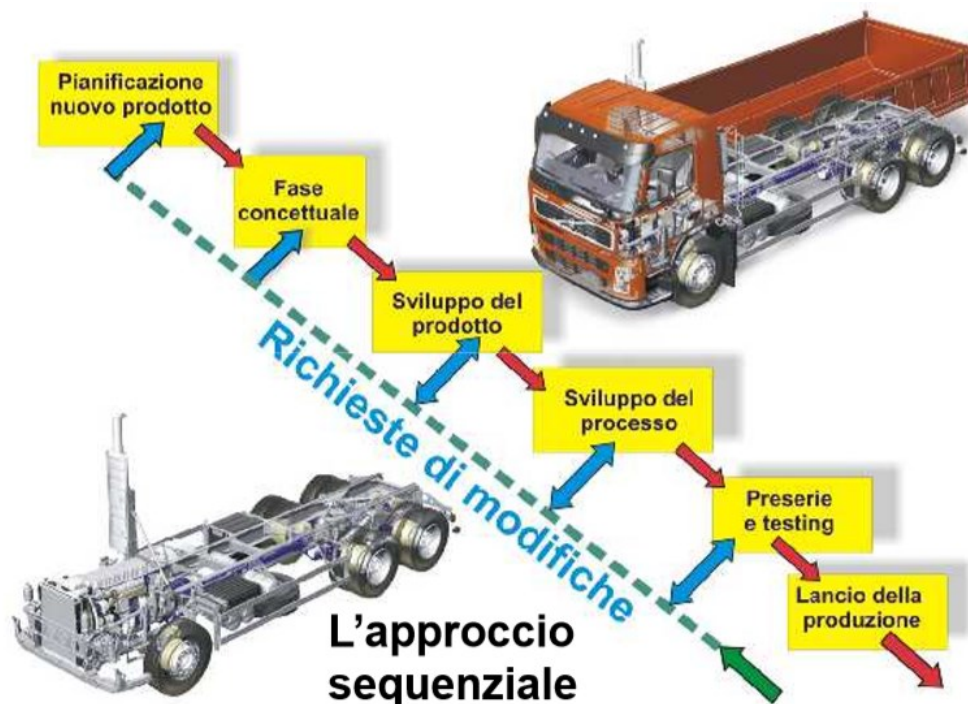 Pianificazione
nuovo prodotto
Fase
concettuale
Sviluppo del
prodotto
Sviluppo del
processo
Preserie
e testing
Lancio della
produzione
Richieste di modifiche
L'approccio
sequenziale